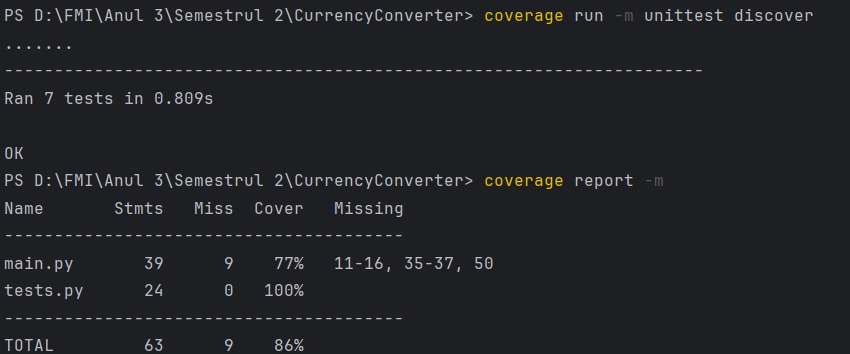 PS D:\FMI\Anul 3\Semestrul 2\CurrencyConverter> coverage run -m unittest discover
.......
----------------------------------------------------------------------
Ran 7 tests in 0.809s
OK
PS D:\FMI\Anul 3\Semestrul 2\CurrencyConverter> coverage report -m
Name       Stmts   Miss  Cover   Missing
----------------------------------------
main.py       39      9    77%   11-16, 35-37, 50
tests.py      24      0   100%
----------------------------------------
TOTAL         63      9    86%